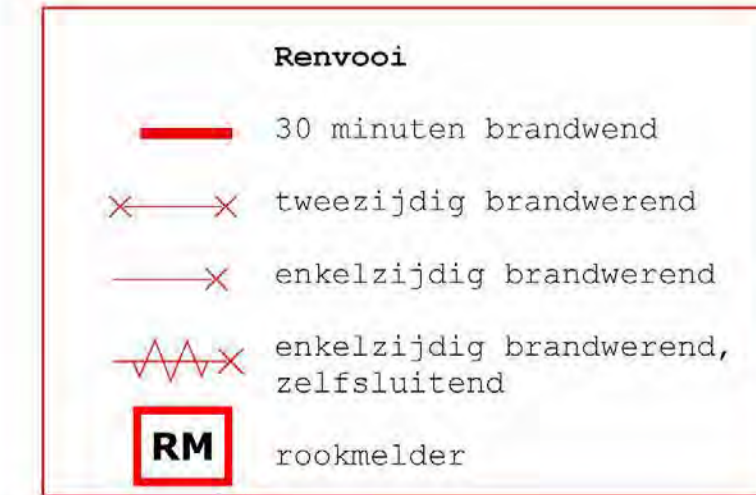 Renvooi
30 minuten brandwend
tweezijdig brandwerend
enkelzijdig brandwerend
enkelzijdig brandwerend,
zelfsluitend
RM rookmelder